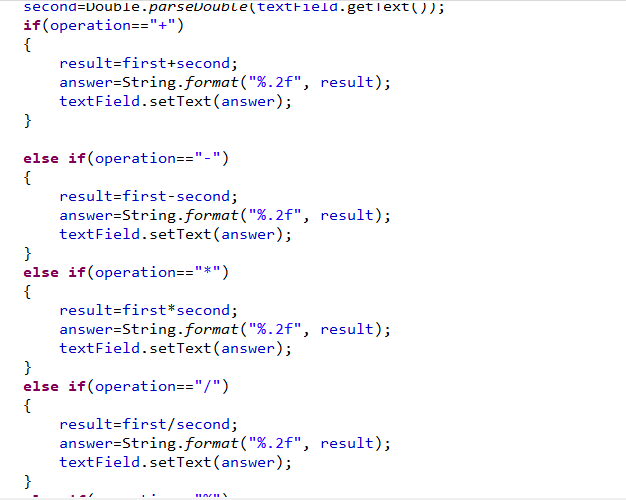 second=Double.parseDouble(textField.getText());
if(operation=="+")
{
result=first+second;
answer=String.format("%.2f", result);
textField.setText(answer);
}
else if(operation=="-")
{
result=first-second;
answer=String.format("%.2f", result);
textField.setText(answer);
}
else if(operation=="*")
{
result=first*second;
answer=String.format("%.2f", result);
textField.setText(answer);
}
else if(operation=="/")
{
result=first/second;
answer=String.format("%.2f", result);
textField.setText(answer);
}